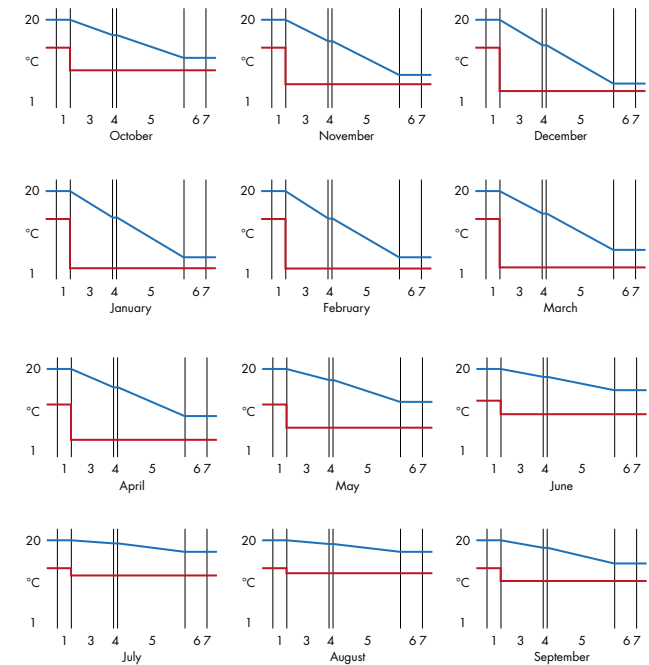 20 20 20
°C °C °C
1 1 1
1 3 4 5 6 7 1 3 4 5 6 7 1 3 4 5 6 7
October November December
20 20 20
°C °C °C
1 1 1
1 3 4 5 6 7 1 3 4 5 6 7 1 3 4 5 6 7
January February March
20 20 20
°C °C °C
1 1 1
1 3 4 5 6 7 1 3 4 5 6 7 1 3 4 5 6 7
April May June
20 20 20
°C °C °C
1 1 1
1 3 4 5 6 7 1 3 4 5 6 7 1 3 4 5 6 7
July August September